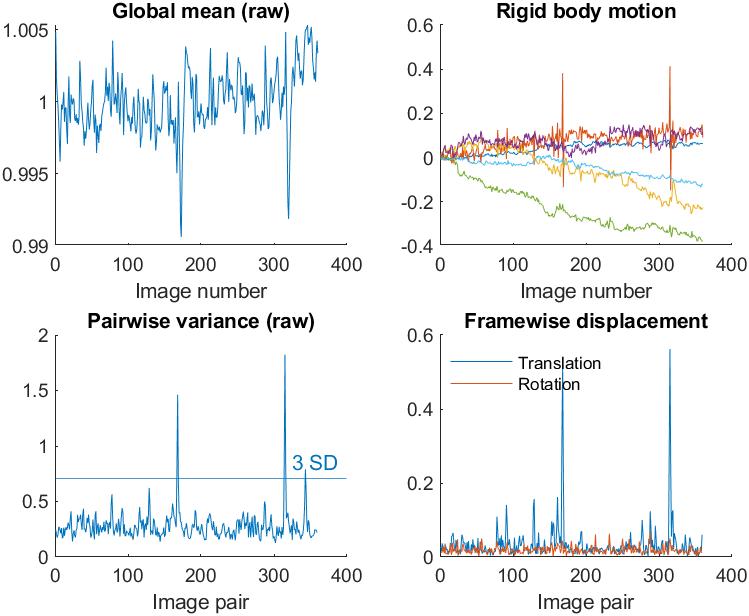 Global mean (raw)
1.005
1
0.995
0.99
0 100 200 300 400
Image number
Rigid body motion
0.6
0.4
0.2
0
-0.2
-0.4
0 100 200 300 400
Image number
Pairwise variance (raw)
2
1.5
1
0.5
0
3 SD
0 100 200 300 400
Image pair
Framewise displacement
0.6
0.4
0.2
0
Translation
Rotation
0 100 200 300 400
Image pair